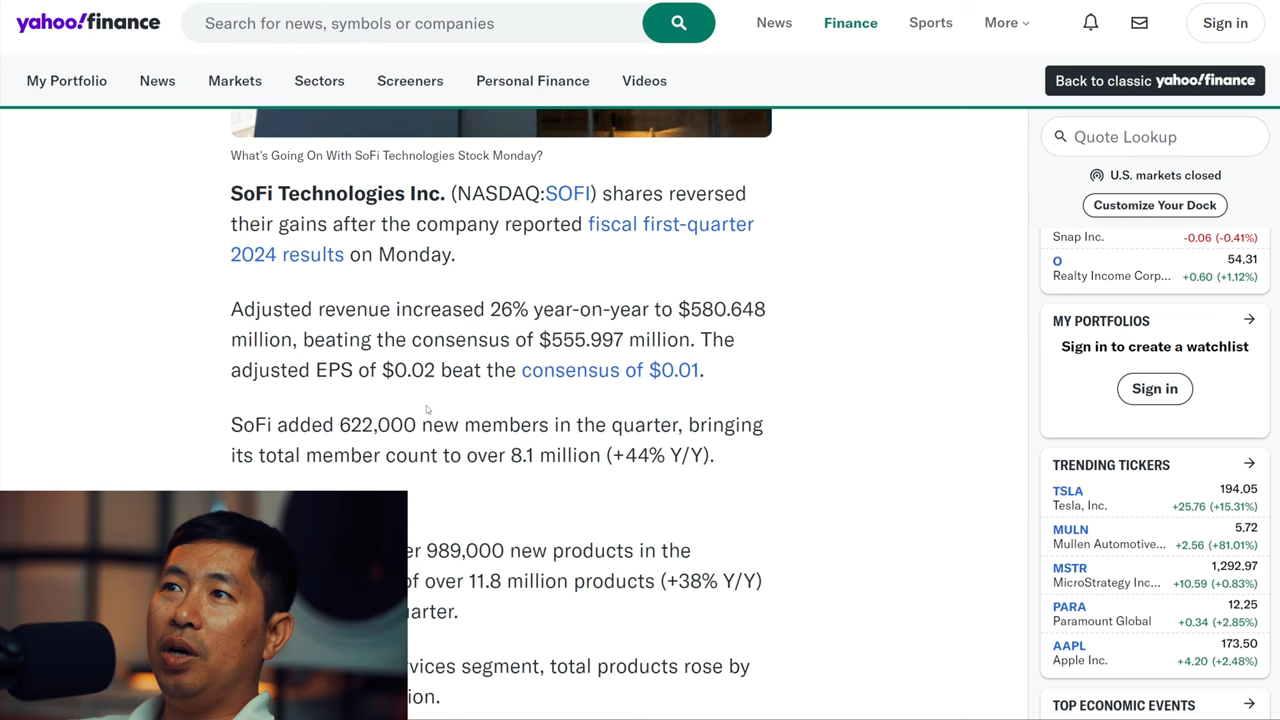 yahoo!finance
Search for news, symbols or companies
News
Finance
Sports
More
Sign in
My Portfolio
News
Markets
Sectors
Screeners
Personal Finance
Videos
Back to classic yahoo!finance
What's Going On With SoFi Technologies Stock Monday?
SoFi Technologies Inc. (NASDAQ:SOFI) shares reversed
their gains after the company reported fiscal first-quarter
2024 results on Monday.
Adjusted revenue increased 26% year-on-year to $580.648
million, beating the consensus of $555.997 million. The
adjusted EPS of $0.02 beat the consensus of $0.01.
SoFi added 622,000 new members in the quarter, bringing
its total member count to over 8.1 million (+44% Y/Y).
989,000 new products in the
of over 11.8 million products (+38% Y/Y)
segment, total products rose by
Quote Lookup
U.S. markets closed
Customize Your Dock
Snap Inc. -0.06 (-0.41%)
O 54.31
Realty Income Corp... +0.60 (+1.12%)
MY PORTFOLIOS
Sign in to create a watchlist
Sign in
TRENDING TICKERS
TSLA 194.05
Tesla, Inc. +25.76 (+15.31%)
MULN 5.72
Mullen Automotive... +2.56 (+81.01%)
MSTR 1,292.97
MicroStrategy Inc... +10.59 (+0.83%)
PARA 12.25
Paramount Global +0.34 (+2.85%)
AAPL 173.50
Apple Inc. +4.20 (+2.48%)
TOP ECONOMIC EVENTS